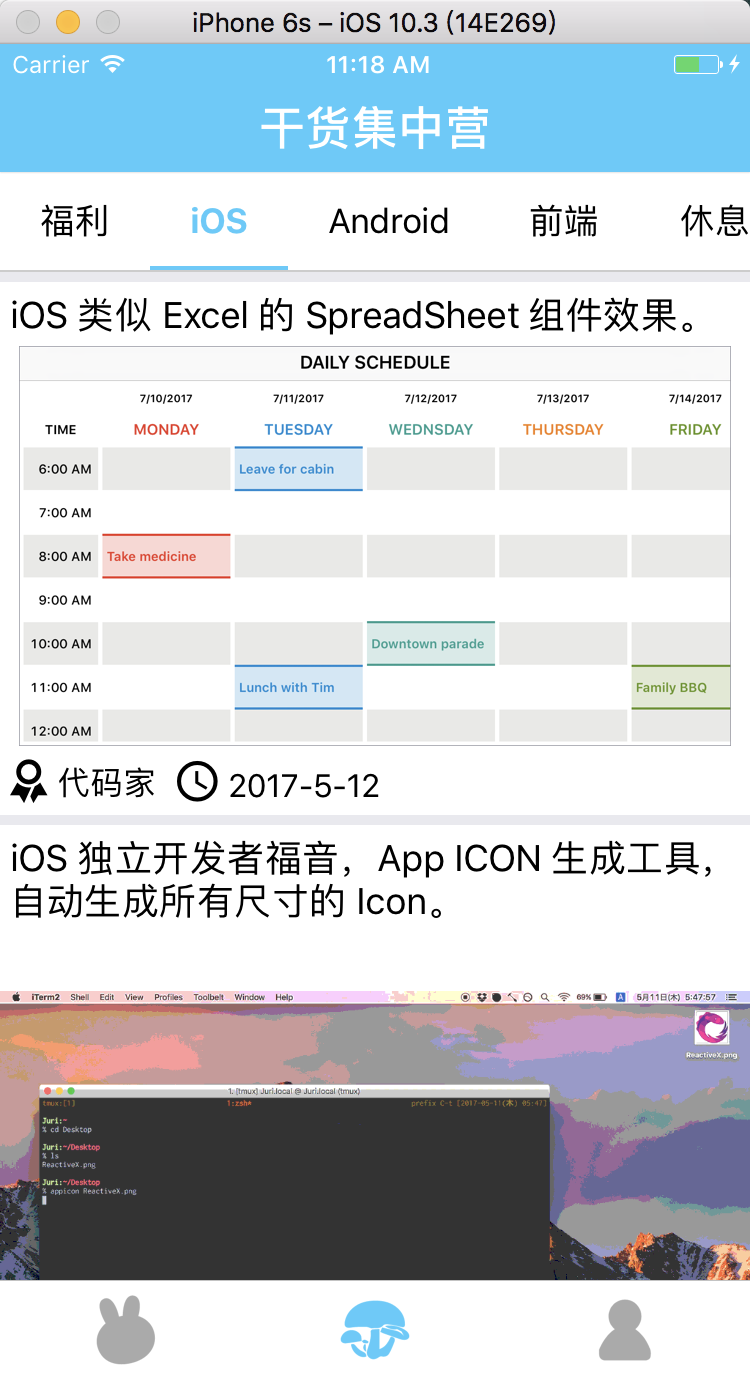 iPhone 6s – iOS 10.3 (14E269)
Carrier 11:18 AM
干货集中营
福利 iOS Android 前端 休息
iOS 类似 Excel 的 SpreadSheet 组件效果。
DAILY SCHEDULE
7/10/2017 7/11/2017 7/12/2017 7/13/2017 7/14/2017
TIME MONDAY TUESDAY WEDNSDAY THURSDAY FRIDAY
6:00 AM Leave for cabin
7:00 AM
8:00 AM Take medicine
9:00 AM
10:00 AM Downtown parade
11:00 AM Lunch with Tim Family BBQ
12:00 AM
代码家 2017-5-12
iOS 独立开发者福音，App ICON 生成工具，
自动生成所有尺寸的 Icon。
iTerm2 Shell Edit View Profiles Toolbelt Window Help 69% A 5月11日(木) 5:47:57
ReactiveX.png
1. [tmux] Juri.local @ Juri.local (tmux)
tmux:[1] 1:zsh* prefix C-t [2017-05-11(木) 05:47]
Juri:~
% cd Desktop
Juri:~/Desktop
% ls
ReactiveX.png
Juri:~/Desktop
% appicon ReactiveX.png